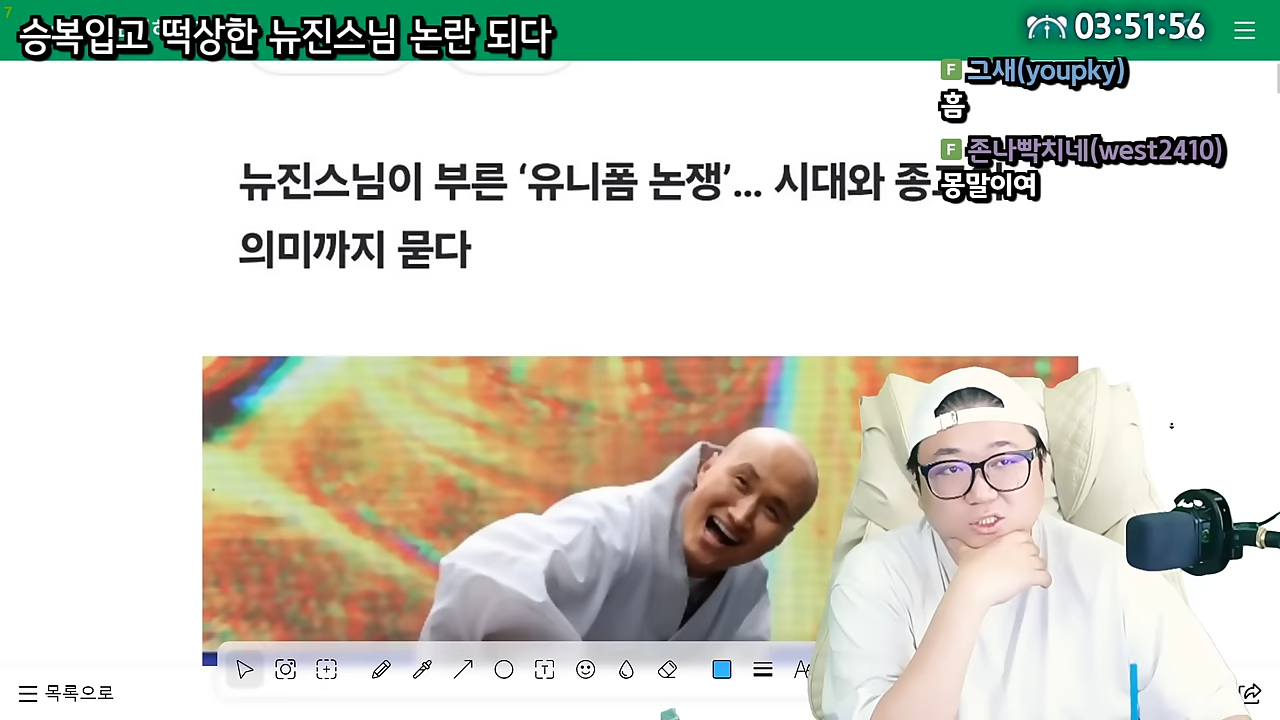 7
승복입고 떡상한 뉴진스님 논란 되다
03:51:56
F 그새(youpky)
흠
F 존나빡치네(west2410)
몽말이여
뉴진스님이 부른 ‘유니폼 논쟁’... 시대와
의미까지 묻다
T
목록으로